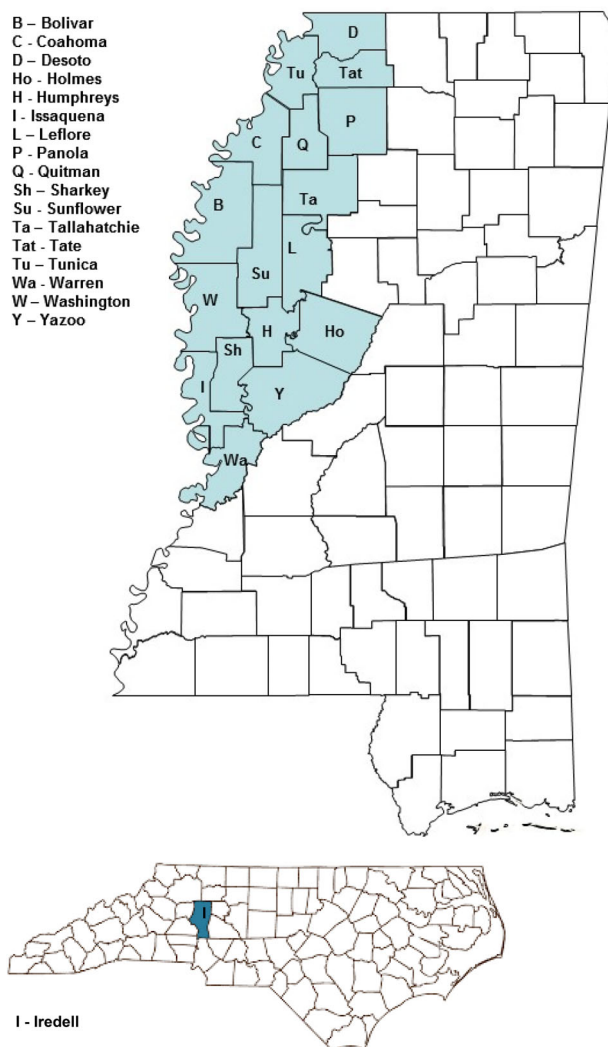 B – Bolivar
C - Coahoma
D – Desoto
Ho - Holmes
H - Humphreys
I - Issaquena
L – Leflore
P - Panola
Q - Quitman
Sh – Sharkey
Su - Sunflower
Ta – Tallahatchie
Tat - Tate
Tu – Tunica
Wa - Warren
W – Washington
Y – Yazoo
D
Tu
Tat
P
C
Q
B
Ta
L
Su
W
H
Ho
Sh
I
Y
Wa
I
I - Iredell